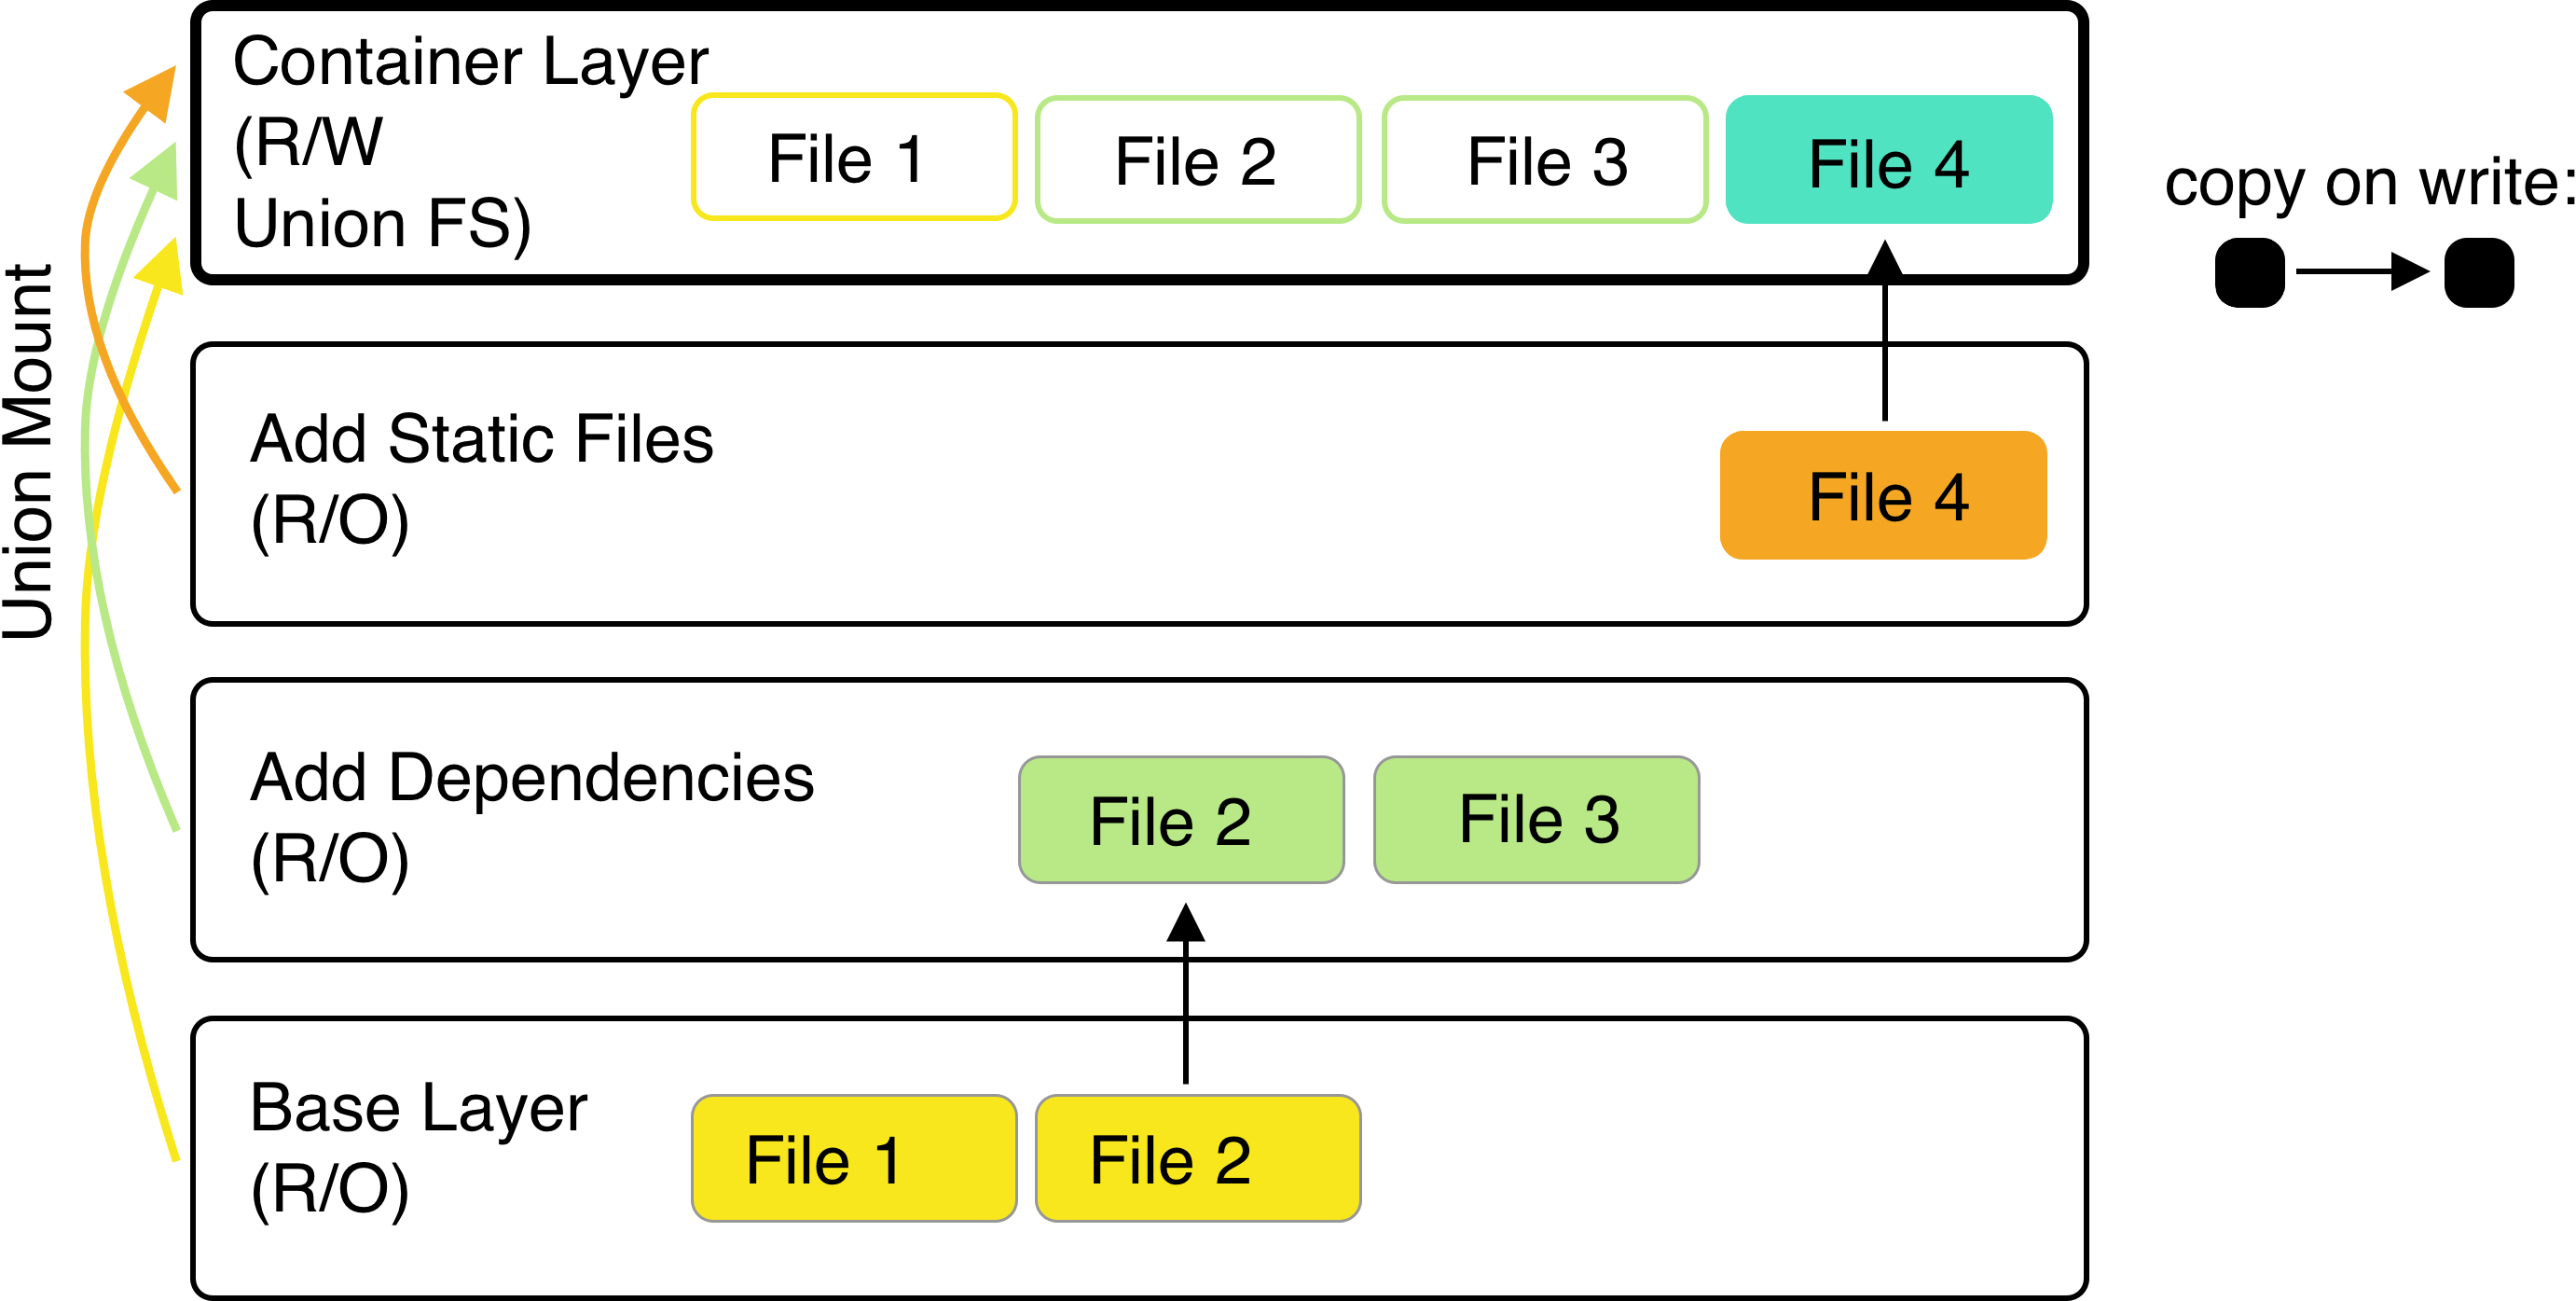 Container Layer
(R/W
Union FS)
File 1
File 2
File 3
File 4
copy on write:
Union Mount
Add Static Files
(R/O)
File 4
Add Dependencies
(R/O)
File 2
File 3
Base Layer
(R/O)
File 1
File 2